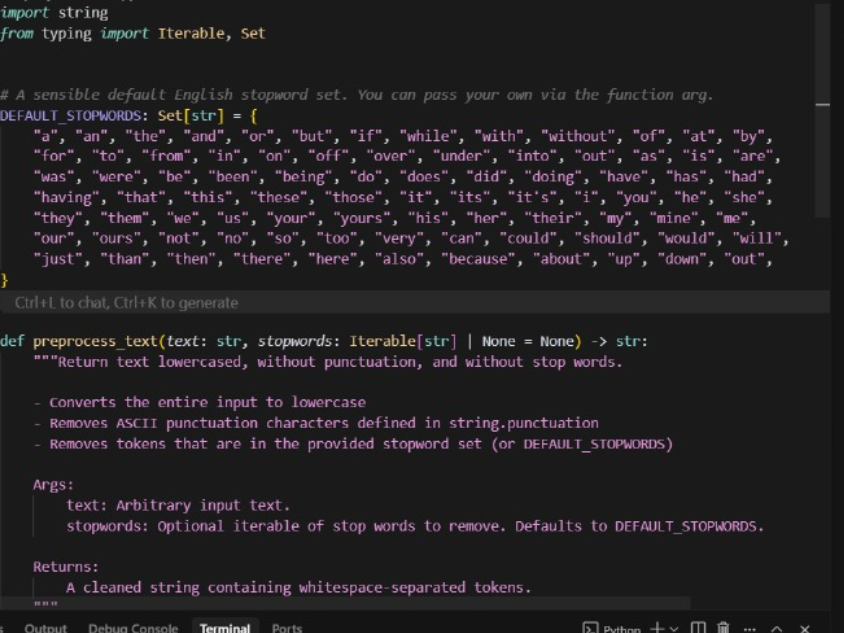 import string
from typing import Iterable, Set
# A sensible default English stopword set. You can pass your own via the function arg.
DEFAULT_STOPWORDS: Set[str] = {
    "a", "an", "the", "and", "or", "but", "if", "while", "with", "without", "of", "at", "by",
    "for", "to", "from", "in", "on", "off", "over", "under", "into", "out", "as", "is", "are",
    "was", "were", "be", "been", "being", "do", "does", "did", "doing", "have", "has", "had",
    "having", "that", "this", "these", "those", "it", "its", "it's", "i", "you", "he", "she",
    "they", "them", "we", "us", "your", "yours", "his", "her", "their", "my", "mine", "me",
    "our", "ours", "not", "no", "so", "too", "very", "can", "could", "should", "would", "will",
    "just", "than", "then", "there", "here", "also", "because", "about", "up", "down", "out",
}
Ctrl+L to chat, Ctrl+K to generate
def preprocess_text(text: str, stopwords: Iterable[str] | None = None) -> str:
    """Return text lowercased, without punctuation, and without stop words.
    - Converts the entire input to lowercase
    - Removes ASCII punctuation characters defined in string.punctuation
    - Removes tokens that are in the provided stopword set (or DEFAULT_STOPWORDS)
    Args:
        text: Arbitrary input text.
        stopwords: Optional iterable of stop words to remove. Defaults to DEFAULT_STOPWORDS.
    Returns:
        A cleaned string containing whitespace-separated tokens.
    """
Output Debug Console Terminal Ports Python